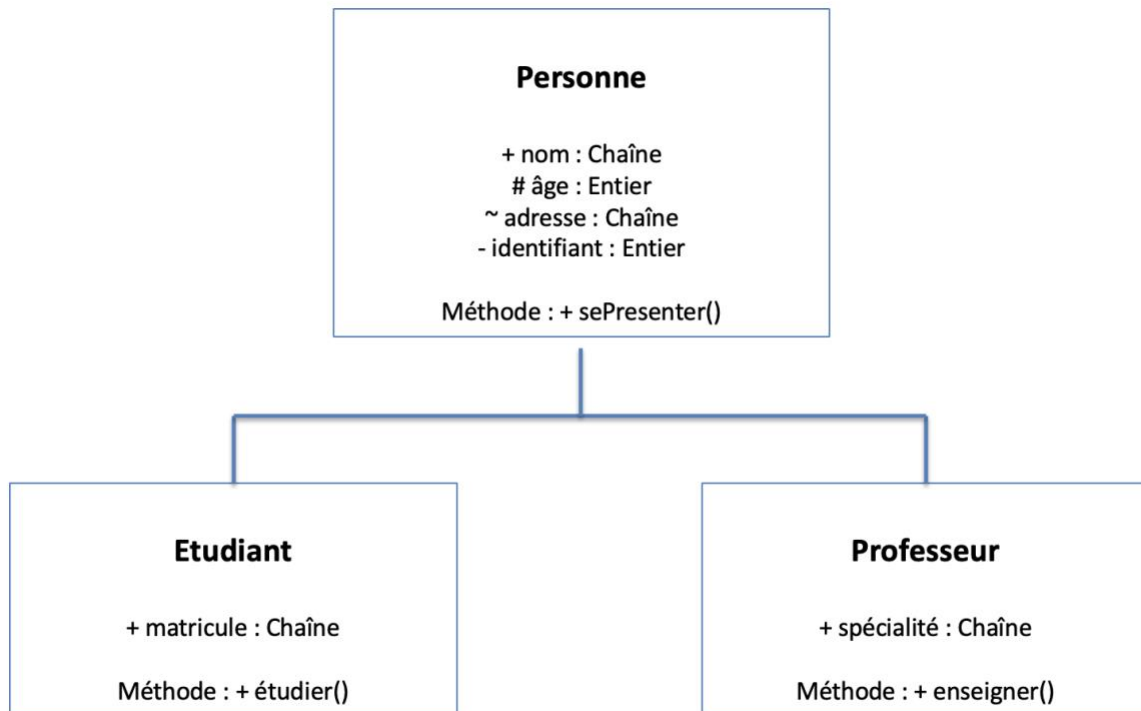 Personne
+ nom : Chaîne
# âge : Entier
~ adresse : Chaîne
- identifiant : Entier
Méthode : + sePresenter()
Etudiant
+ matricule : Chaîne
Méthode : + étudier()
Professeur
+ spécialité : Chaîne
Méthode : + enseigner()